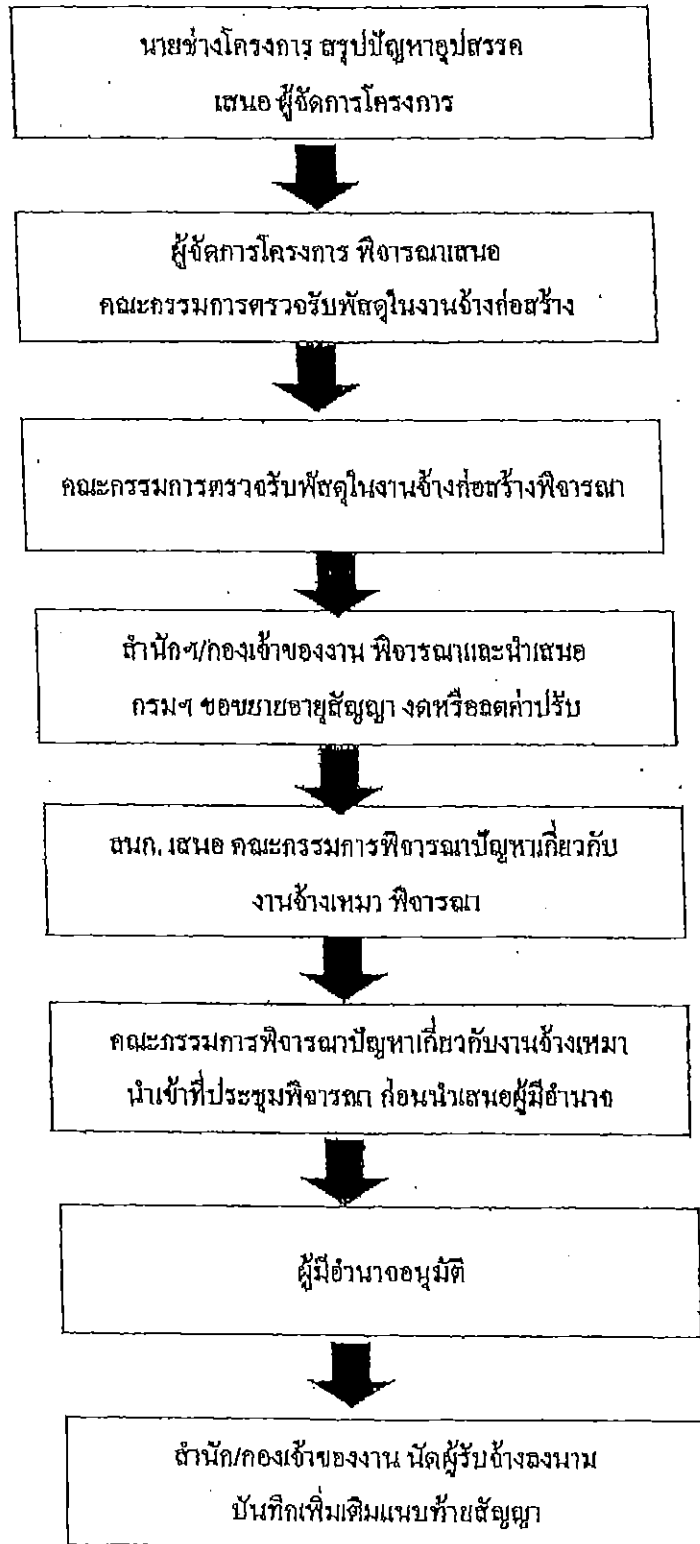 นายช่างโครงการ สรุปปัญหาอุปสรรค
เสนอ ผู้จัดการโครงการ
ผู้จัดการโครงการ พิจารณาเสนอ
คณะกรรมการตรวจรับพัสดุในงานจ้างก่อสร้าง
คณะกรรมการตรวจรับพัสดุในงานจ้างก่อสร้างพิจารณา
สำนักฯ/กองเจ้าของงาน พิจารณาและนำเสนอ
กรมฯ ขอขยายอายุสัญญา งดหรือลดค่าปรับ
สนก. เสนอ คณะกรรมการพิจารณาปัญหาเกี่ยวกับ
งานจ้างเหมา พิจารณา
คณะกรรมการพิจารณาปัญหาเกี่ยวกับงานจ้างเหมา
นำเข้าที่ประชุมพิจารณา ก่อนนำเสนอผู้มีอำนาจ
ผู้มีอำนาจอนุมัติ
สำนัก/กองเจ้าของงาน นัดผู้รับจ้างลงนาม
บันทึกเพิ่มเติมแนบท้ายสัญญา